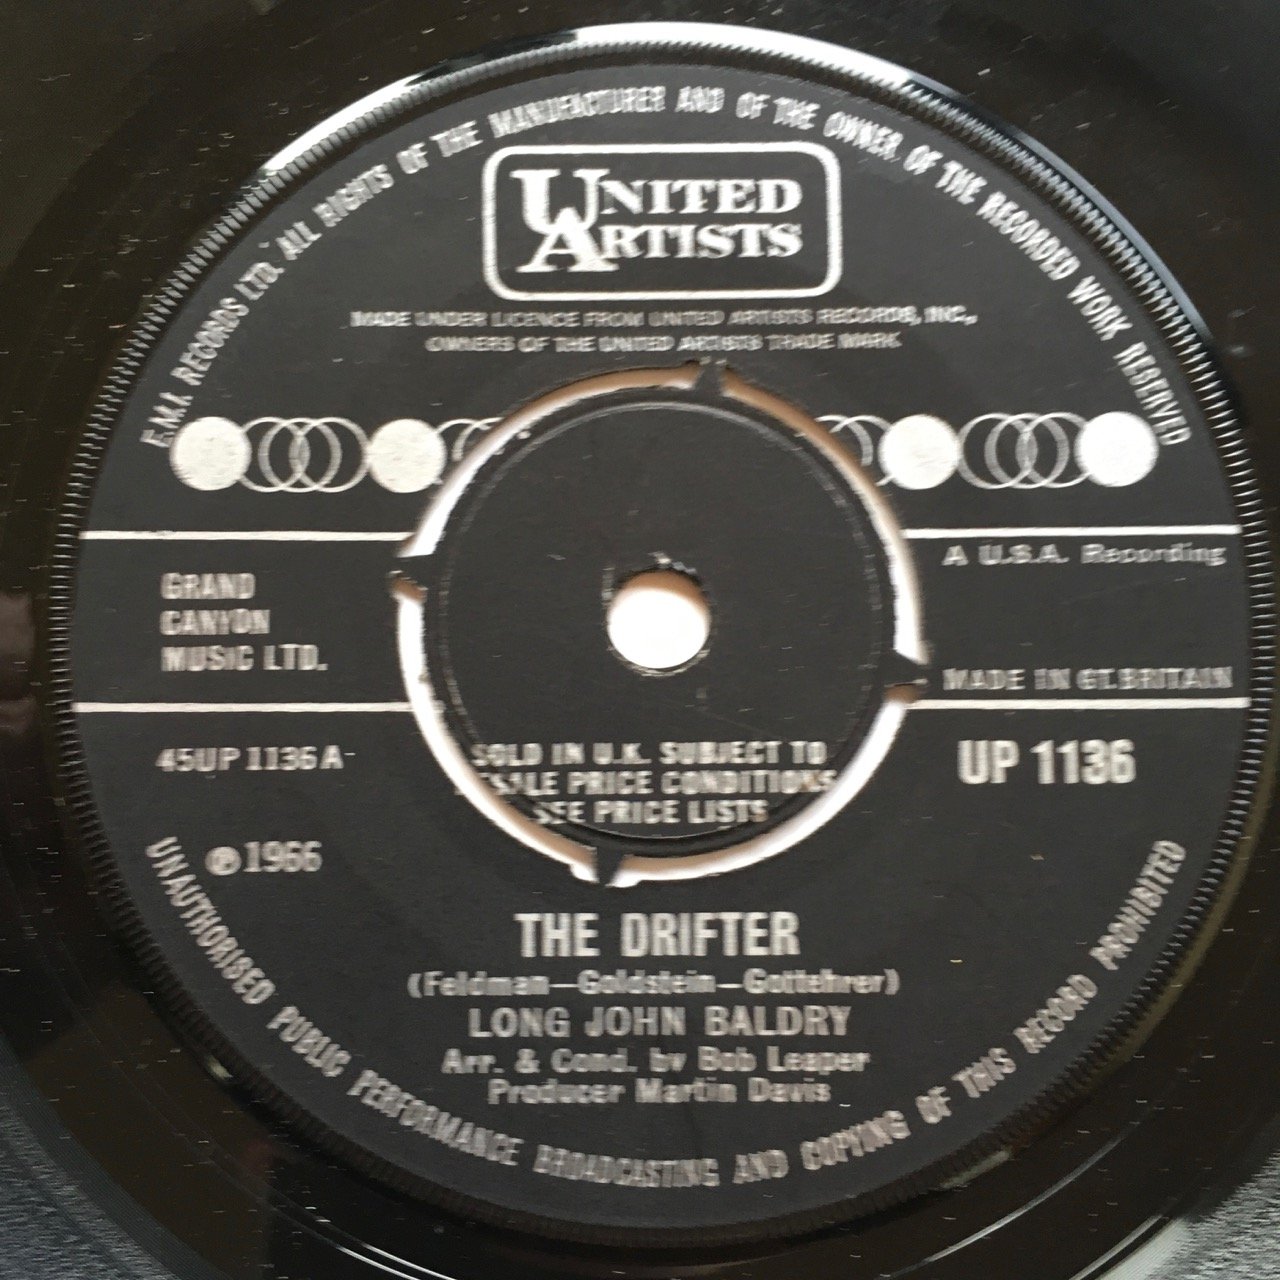 E.M.I. RECORDS LTD. ALL RIGHTS OF THE MANUFACTURER AND OF THE OWNER OF THE RECORDED WORK RESERVED
UNITED
ARTISTS
MADE UNDER LICENCE FROM UNITED ARTISTS RECORDS, INC.,
OWNERS OF THE UNITED ARTISTS TRADE MARK
A U.S.A. Recording
GRAND
CANYON
MUSIC LTD.
MADE IN GT. BRITAIN
45UP 1136 A-
SOLD IN U.K. SUBJECT TO
PRICE CONDITIONS
SEE PRICE LISTS
UP 1136
℗ 1966
THE DRIFTER
(Feldman—Goldstein—Gottehrer)
LONG JOHN BALDRY
Arr. & Cond. by Bob Leaper
Producer Martin Davis
UNAUTHORISED PUBLIC PERFORMANCE BROADCASTING AND COPYING OF THIS RECORD PROHIBITED